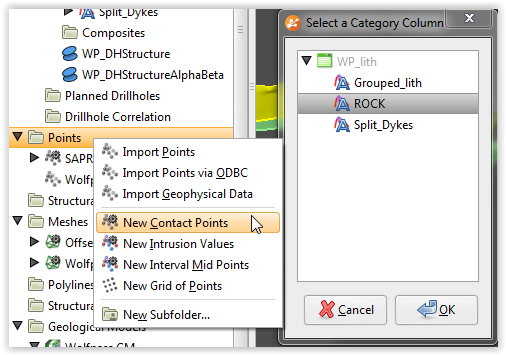 Split_Dykes
Composites
WP_DHStructure
WP_DHStructureAlphaBeta
Planned Drillholes
Drillhole Correlation
Points
SAPR
Wolfp
Structura
Meshes
Offse
Wolfp
Polylines
Structura
Geological Models
Import Points
Import Points via ODBC
Import Geophysical Data
New Contact Points
New Intrusion Values
New Interval Mid Points
New Grid of Points
New Subfolder...
Select a Category Column
WP_lith
Grouped_lith
ROCK
Split_Dykes
Cancel
OK